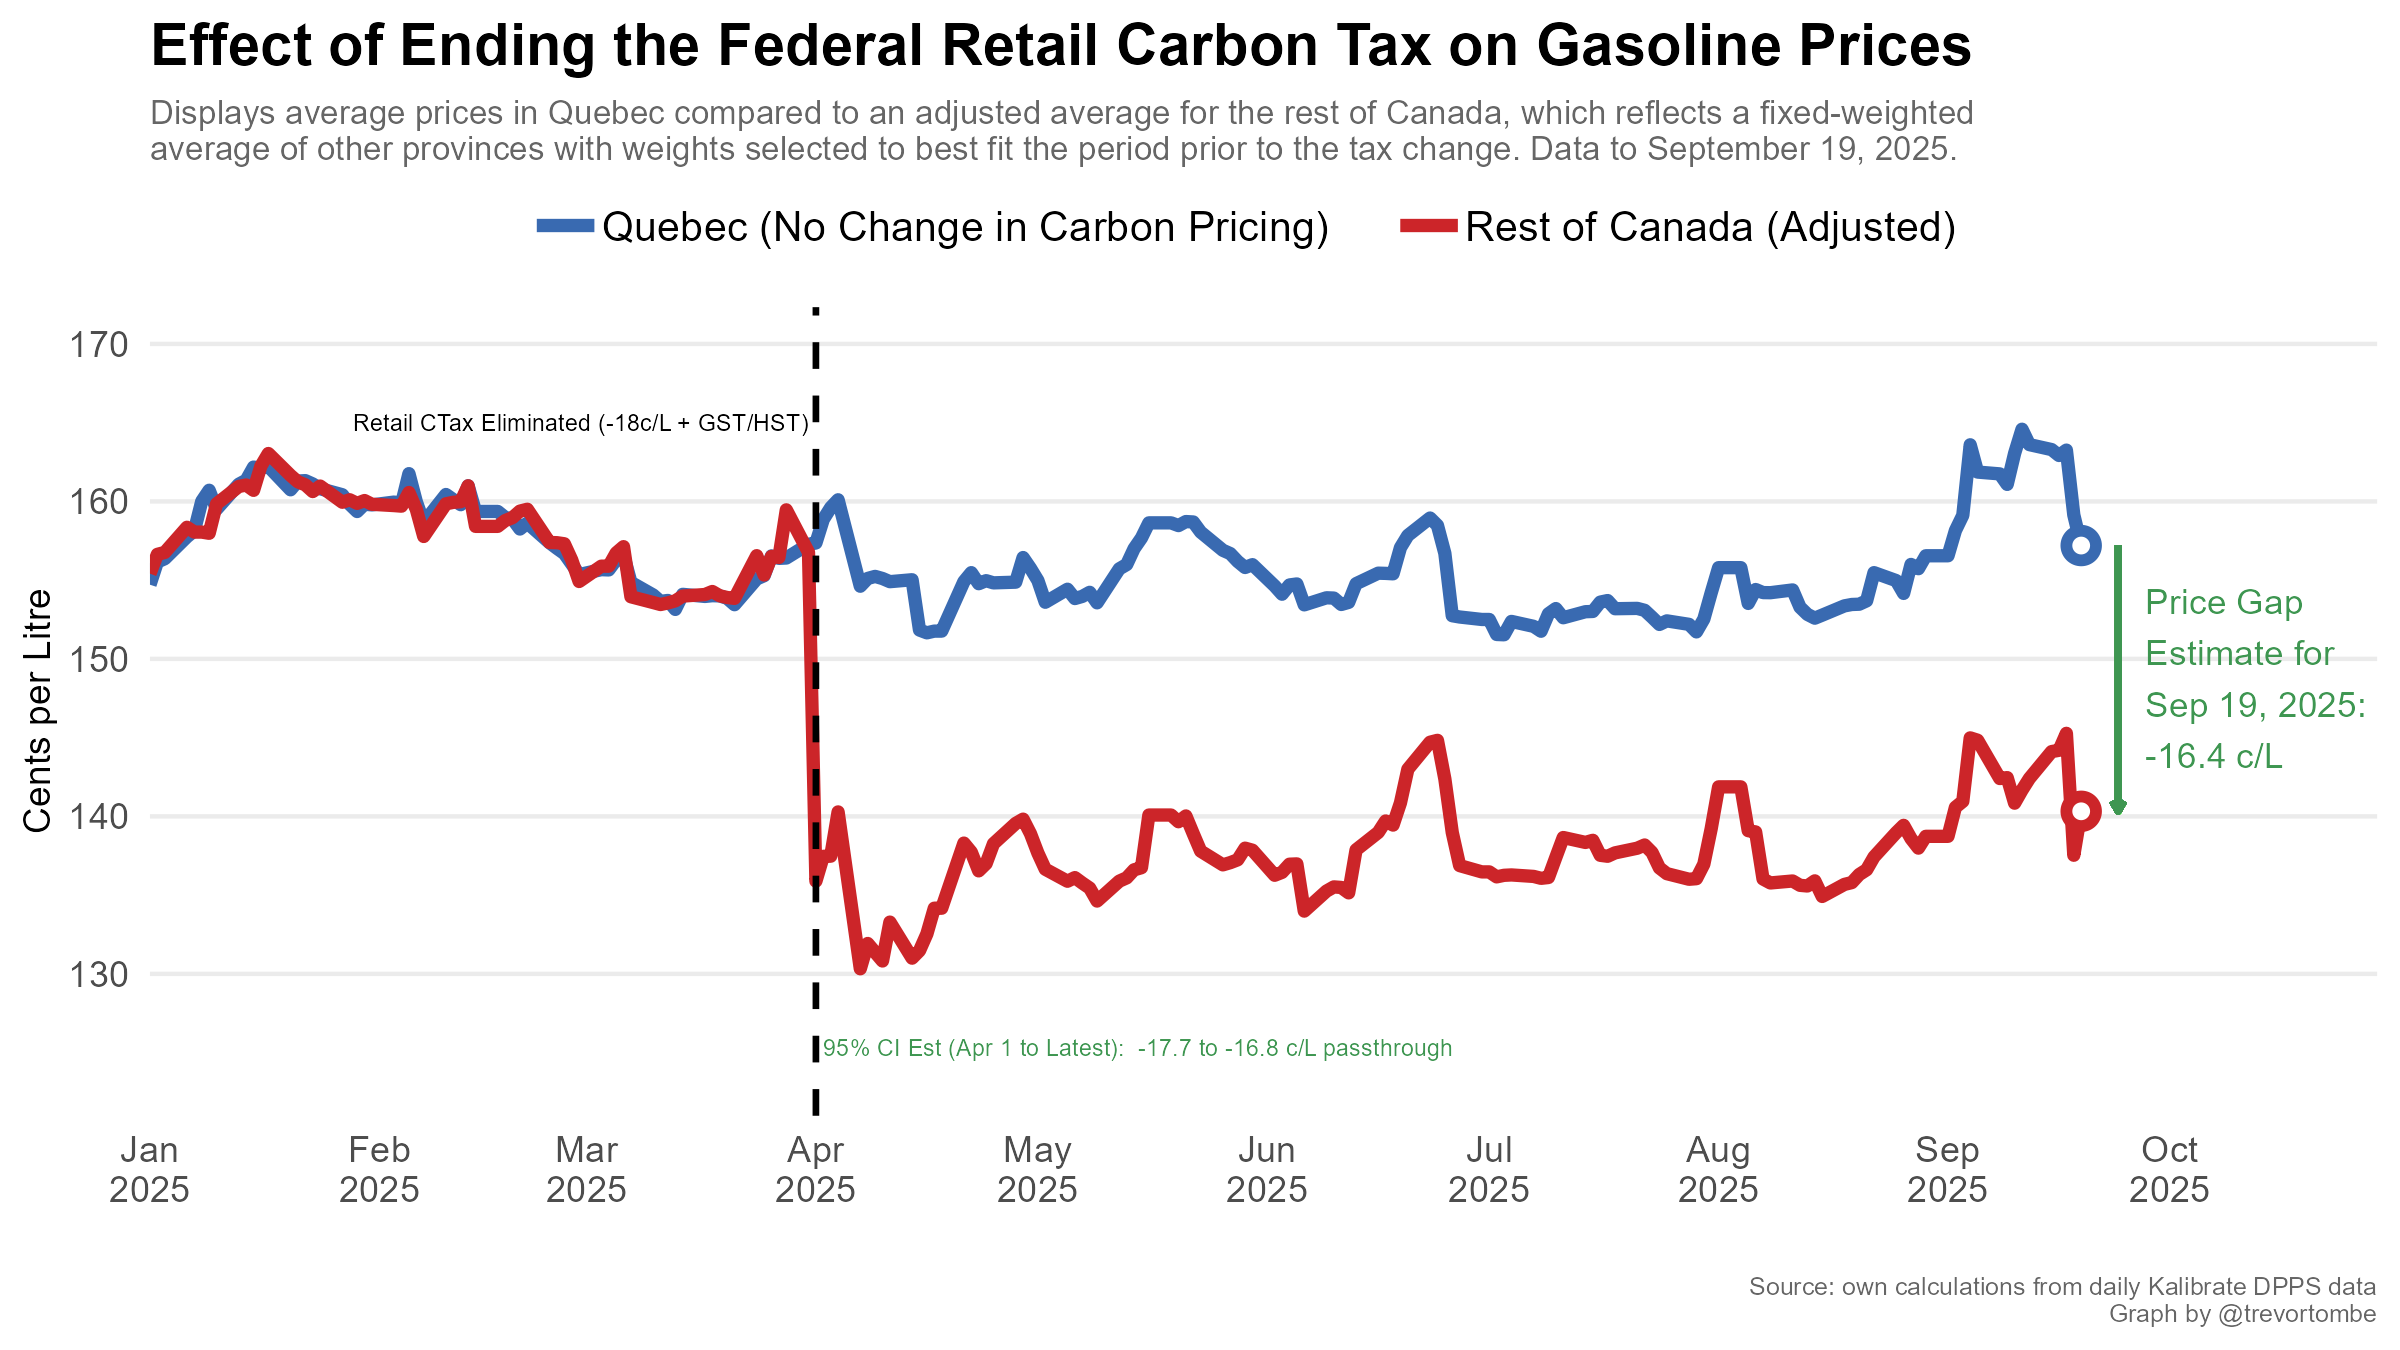 Effect of Ending the Federal Retail Carbon Tax on Gasoline Prices
Displays average prices in Quebec compared to an adjusted average for the rest of Canada, which reflects a fixed-weighted
average of other provinces with weights selected to best fit the period prior to the tax change. Data to September 19, 2025.
Quebec (No Change in Carbon Pricing)
Rest of Canada (Adjusted)
Cents per Litre
170
160
150
140
130
Retail CTax Eliminated (-18c/L + GST/HST)
Price Gap
Estimate for
Sep 19, 2025:
-16.4 c/L
95% CI Est (Apr 1 to Latest):  -17.7 to -16.8 c/L passthrough
Jan
2025
Feb
2025
Mar
2025
Apr
2025
May
2025
Jun
2025
Jul
2025
Aug
2025
Sep
2025
Oct
2025
Source: own calculations from daily Kalibrate DPPS data
Graph by @trevortombe